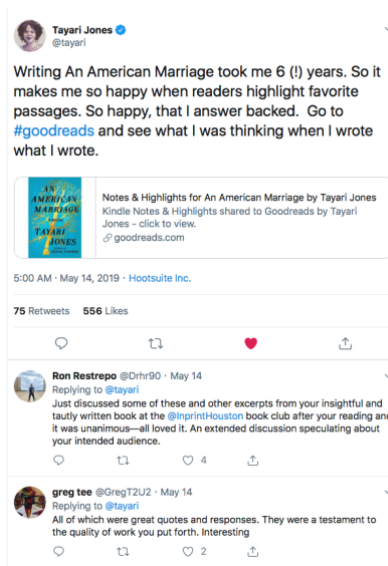 Tayari Jones
@tayari
Writing An American Marriage took me 6 (!) years. So it
makes me so happy when readers highlight favorite
passages. So happy, that I answer backed.  Go to
#goodreads and see what I was thinking when I wrote
what I wrote.
AN
AMERICAN
MARRIAGE
TAYARI
JONES
Notes & Highlights for An American Marriage by Tayari Jones
Kindle Notes & Highlights shared to Goodreads by Tayari
Jones - click to view.
goodreads.com
5:00 AM · May 14, 2019 · Hootsuite Inc.
75 Retweets 556 Likes
Ron Restrepo @Drhr90 · May 14
Replying to @tayari
Just discussed some of these and other excerpts from your insightful and
tautly written book at the @InprintHouston book club after your reading and
it was unanimous—all loved it. An extended discussion speculating about
your intended audience.
4
greg tee @GregT2U2 · May 14
Replying to @tayari
All of which were great quotes and responses. They were a testament to
the quality of work you put forth. Interesting
2